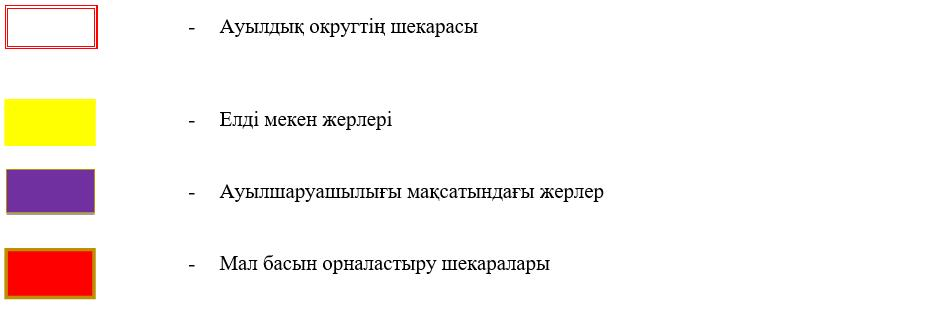 - Ауылдық округтің шекарасы
- Елді мекен жерлері
- Ауылшаруашылығы мақсатындағы жерлер
- Мал басын орналастыру шекаралары